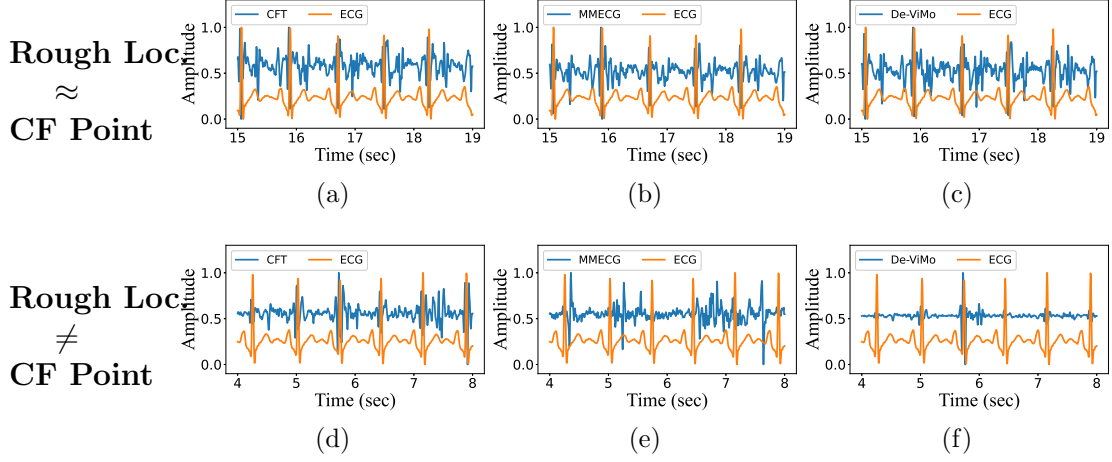 Rough Loc.
≈
CF Point
Amplitude
CFT ECG
1.0
0.5
0.0
15 16 17 18 19
Time (sec)
(a)
Amplitude
MMECG ECG
1.0
0.5
0.0
15 16 17 18 19
Time (sec)
(b)
Amplitude
De-ViMo ECG
1.0
0.5
0.0
15 16 17 18 19
Time (sec)
(c)
Rough Loc.
≠
CF Point
Amplitude
CFT ECG
1.0
0.5
0.0
4 5 6 7 8
Time (sec)
(d)
Amplitude
MMECG ECG
1.0
0.5
0.0
4 5 6 7 8
Time (sec)
(e)
Amplitude
De-ViMo ECG
1.0
0.5
0.0
4 5 6 7 8
Time (sec)
(f)